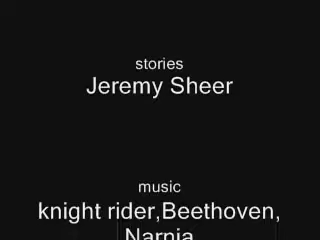 stories
Jeremy Sheer
music
knight rider,Beethoven,
Narnia